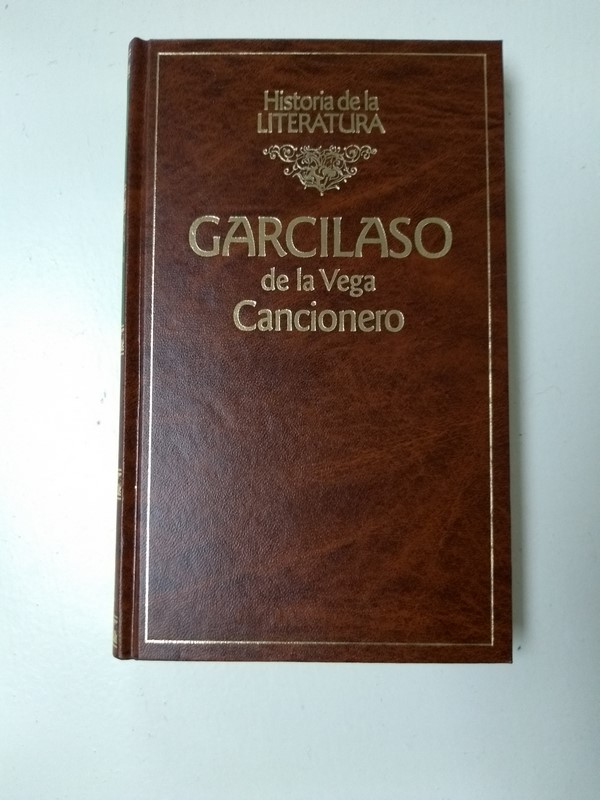 Historia de la
LITERATURA
GARCILASO
de la Vega
Cancionero